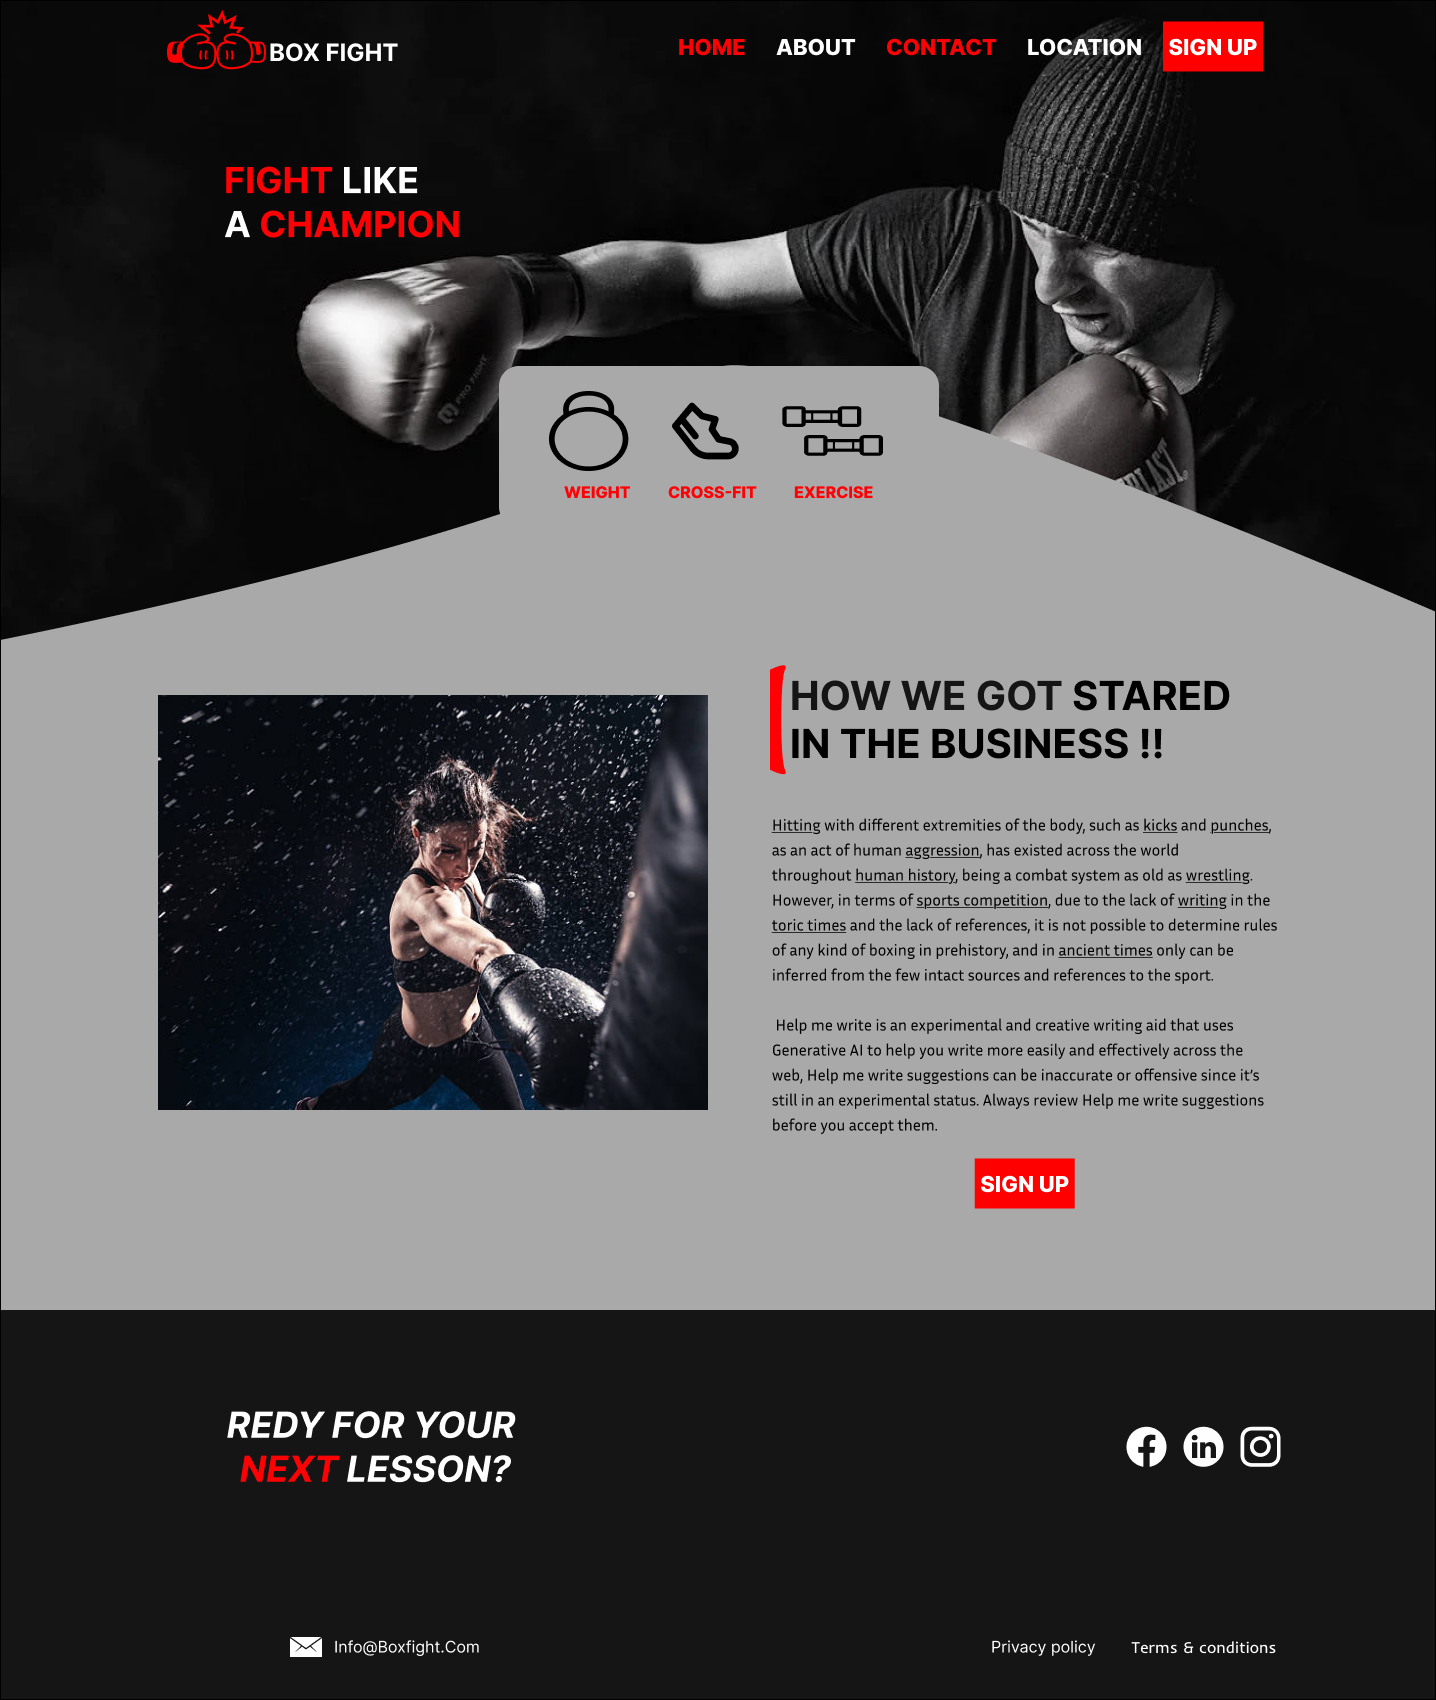 BOX FIGHT
HOME ABOUT CONTACT LOCATION SIGN UP
FIGHT LIKE
A CHAMPION
PRO FIGHT
WEIGHT CROSS-FIT EXERCISE
HOW WE GOT STARED
IN THE BUSINESS !!
Hitting with different extremities of the body, such as kicks and punches,
as an act of human aggression, has existed across the world
throughout human history, being a combat system as old as wrestling.
However, in terms of sports competition, due to the lack of writing in the
toric times and the lack of references, it is not possible to determine rules
of any kind of boxing in prehistory, and in ancient times only can be
inferred from the few intact sources and references to the sport.
Help me write is an experimental and creative writing aid that uses
Generative AI to help you write more easily and effectively across the
web, Help me write suggestions can be inaccurate or offensive since it’s
still in an experimental status. Always review Help me write suggestions
before you accept them.
SIGN UP
REDY FOR YOUR
NEXT LESSON?
Info@Boxfight.Com
Privacy policy Terms & conditions